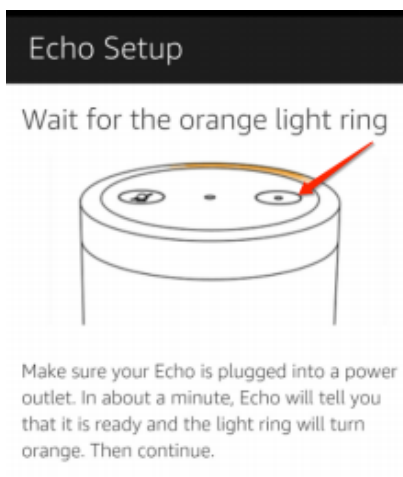 Echo Setup
Wait for the orange light ring
Make sure your Echo is plugged into a power
outlet. In about a minute, Echo will tell you
that it is ready and the light ring will turn
orange. Then continue.